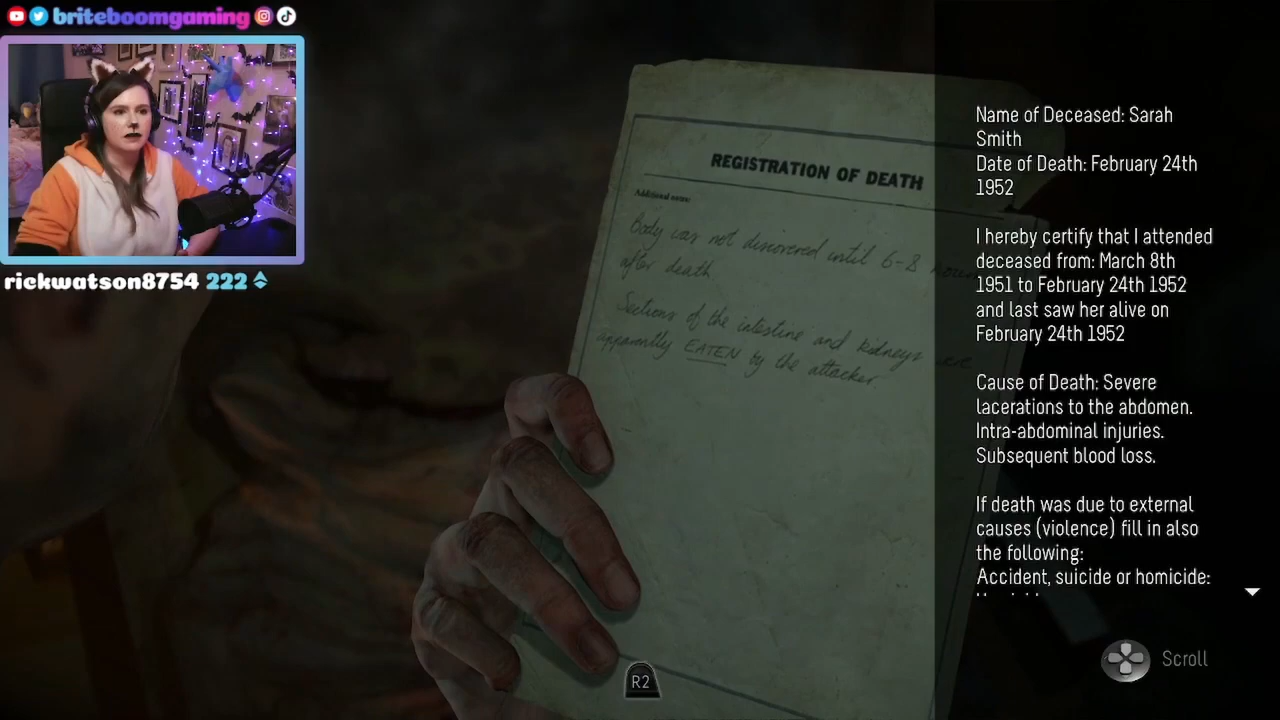 briteboomgaming
rickwatson8754 222
REGISTRATION OF DEATH
Additional notes:
Body was not discovered until 6-8 hours
after death
Sections of the intestine and kidneys were
apparently EATEN by the attacker
Name of Deceased: Sarah
Smith
Date of Death: February 24th
1952
I hereby certify that I attended
deceased from: March 8th
1951 to February 24th 1952
and last saw her alive on
February 24th 1952
Cause of Death: Severe
lacerations to the abdomen.
Intra-abdominal injuries.
Subsequent blood loss.
If death was due to external
causes (violence) fill in also
the following:
Accident, suicide or homicide:
R2
Scroll